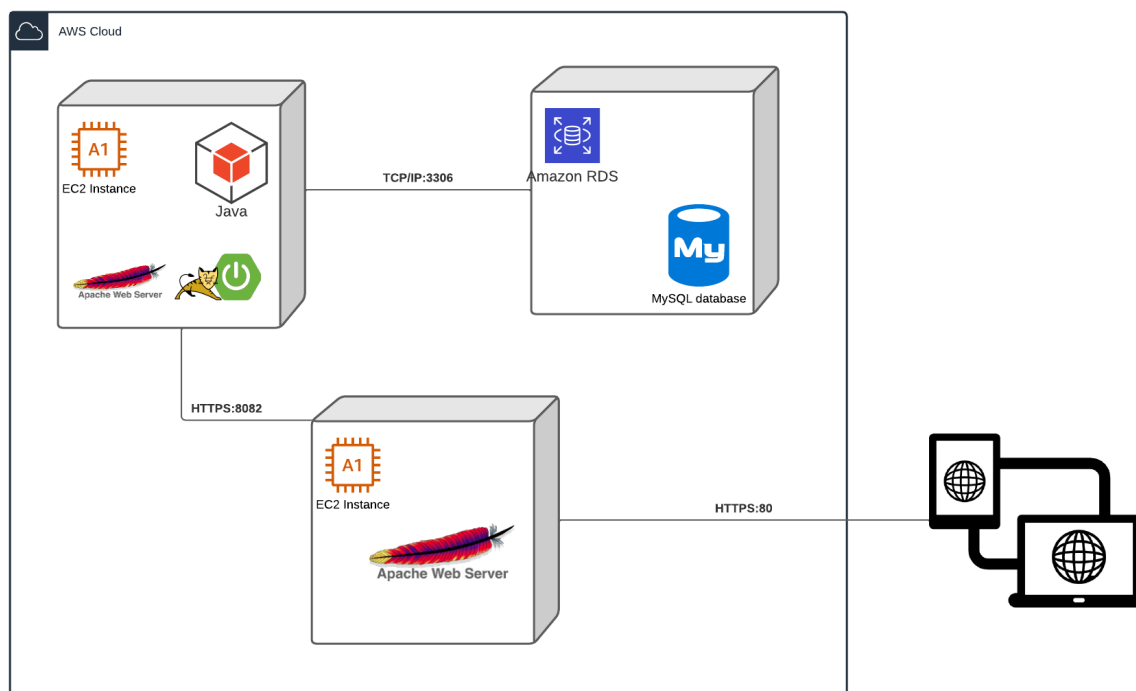 AWS Cloud
A1
EC2 Instance
Java
Apache Web Server
TCP/IP:3306
Amazon RDS
My
MySQL database
HTTPS:8082
A1
EC2 Instance
Apache Web Server
HTTPS:80